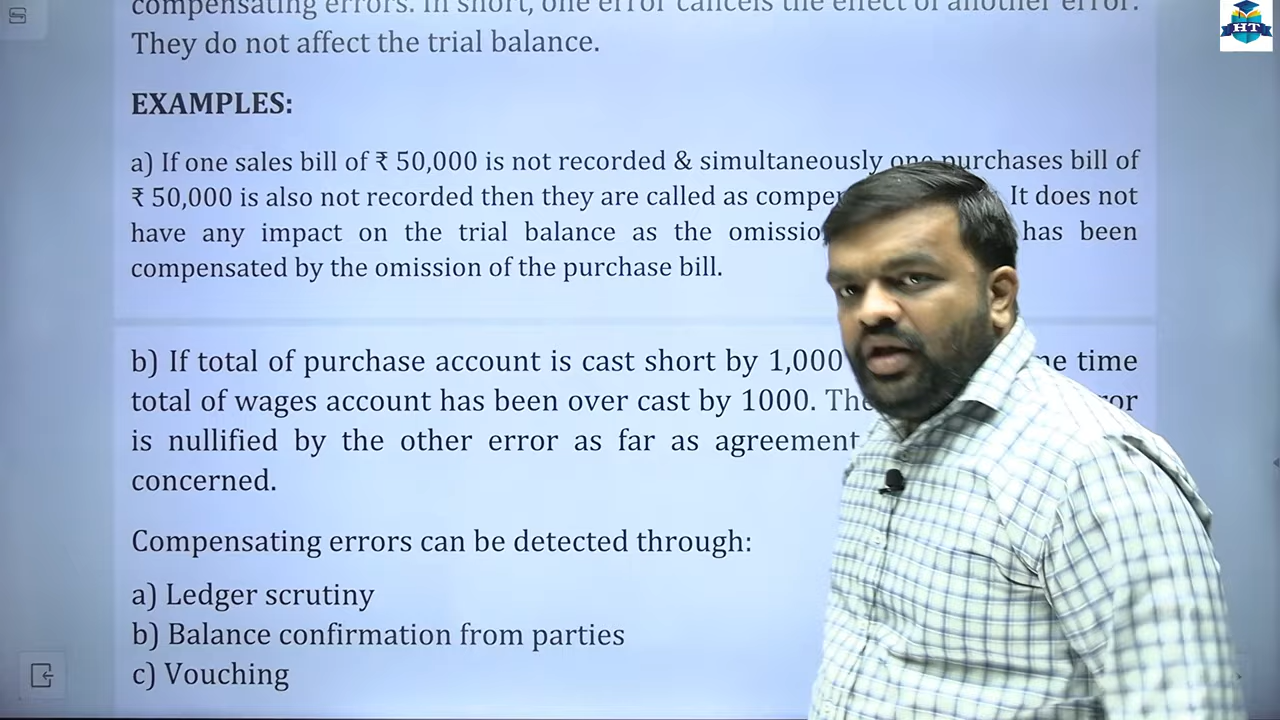 compensating errors. In short, one error cancels the effect of another error.
They do not affect the trial balance.
EXAMPLES:
a) If one sales bill of ₹ 50,000 is not recorded & simultaneously one purchases bill of
₹ 50,000 is also not recorded then they are called as It does not
have any impact on the trial balance as the has been
compensated by the omission of the purchase bill.
b) If total of purchase account is cast short by 1,000 time
total of wages account has been over cast by 1000.
is nullified by the other error as far as agreement
concerned.
Compensating errors can be detected through:
a) Ledger scrutiny
b) Balance confirmation from parties
c) Vouching
HT